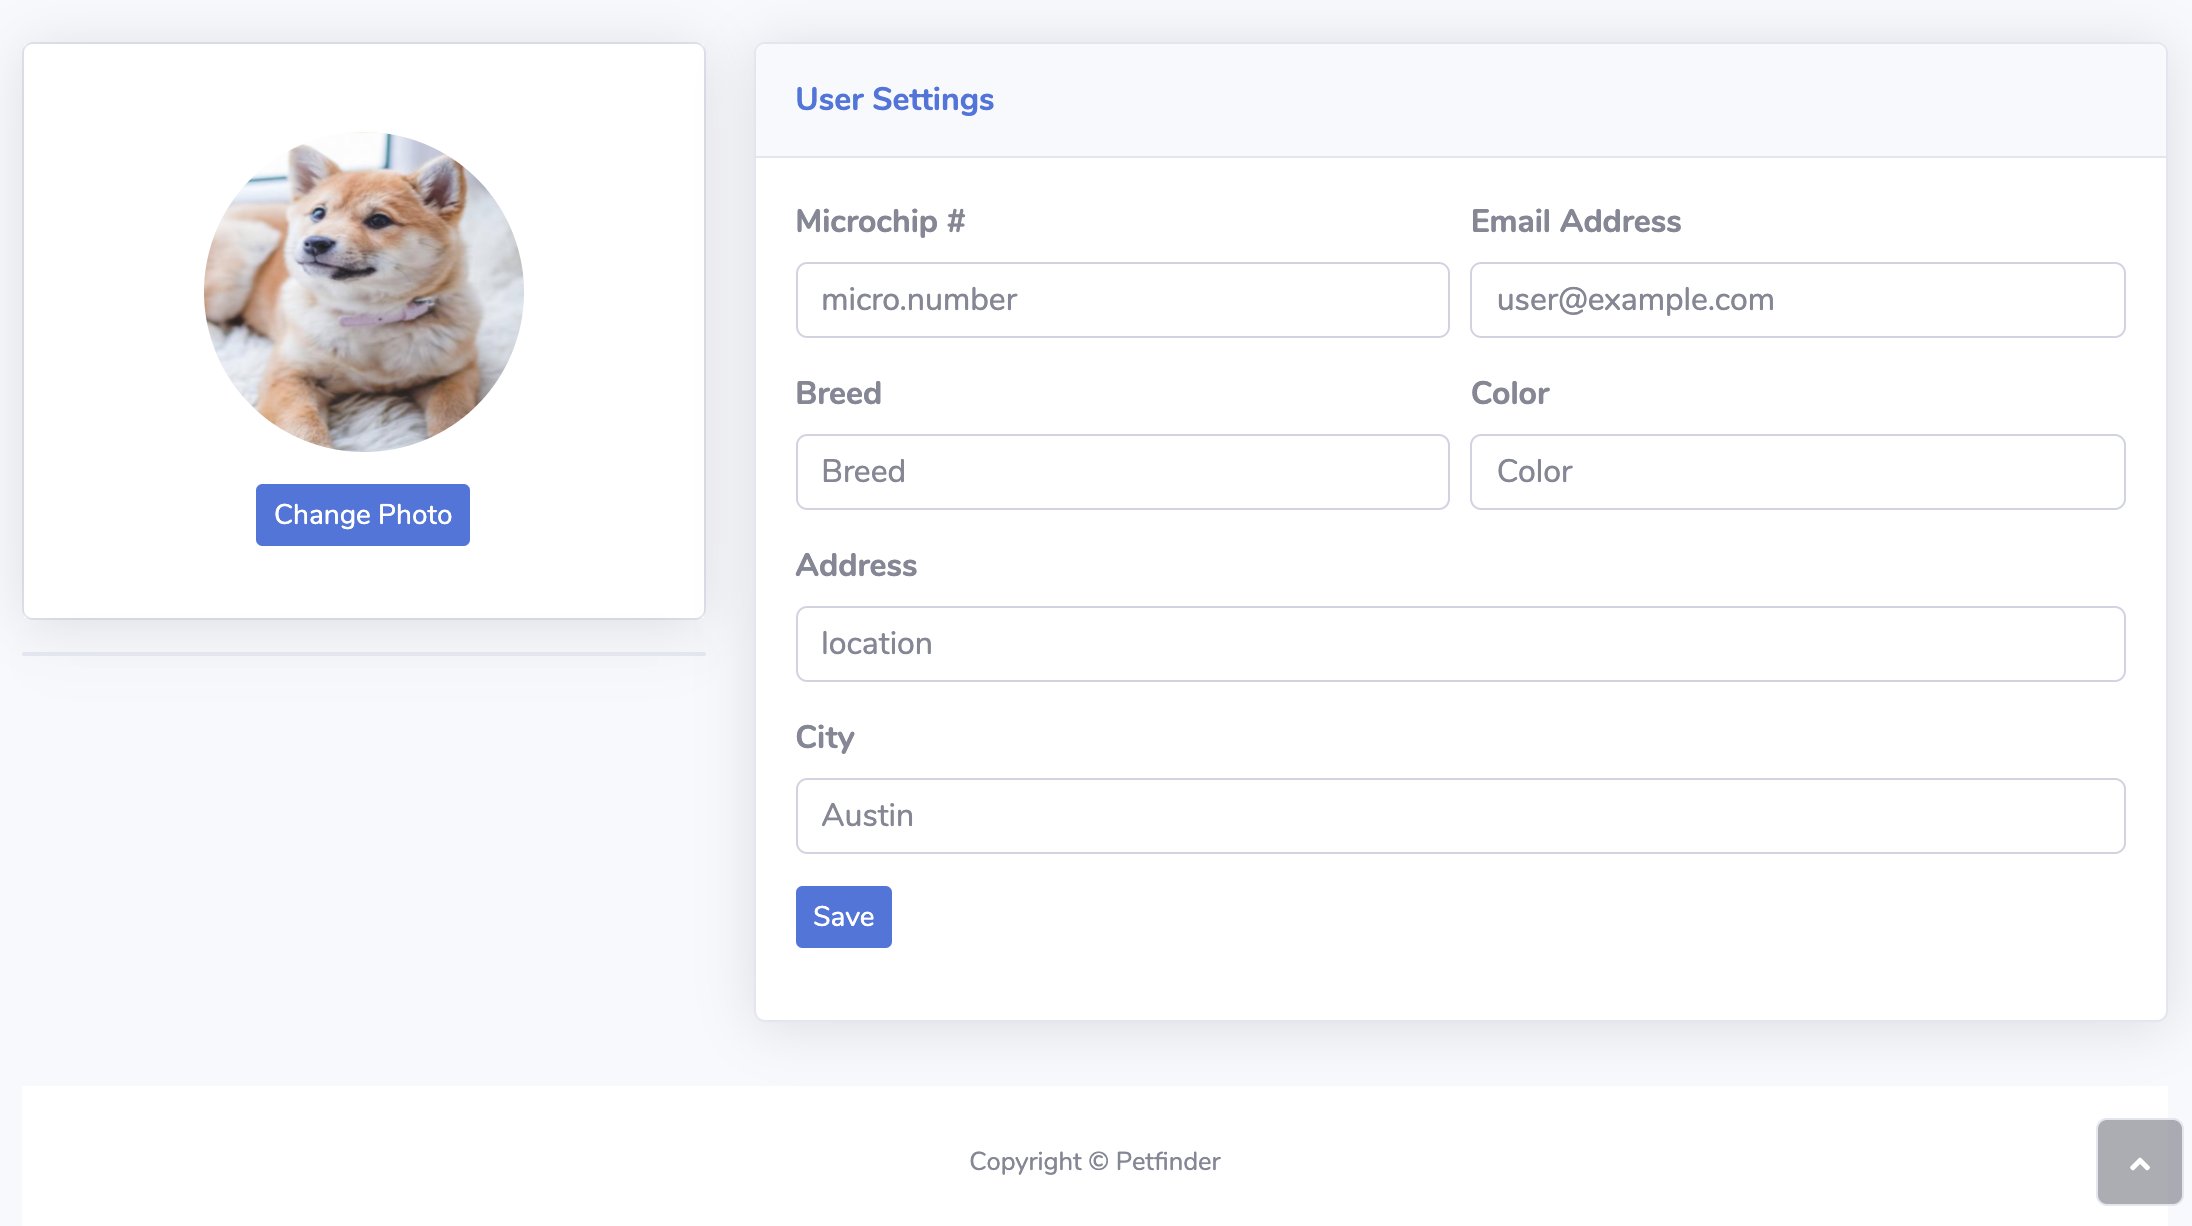 Change Photo
User Settings
Microchip #
Email Address
micro.number
user@example.com
Breed
Color
Breed
Color
Address
location
City
Austin
Save
Copyright © Petfinder